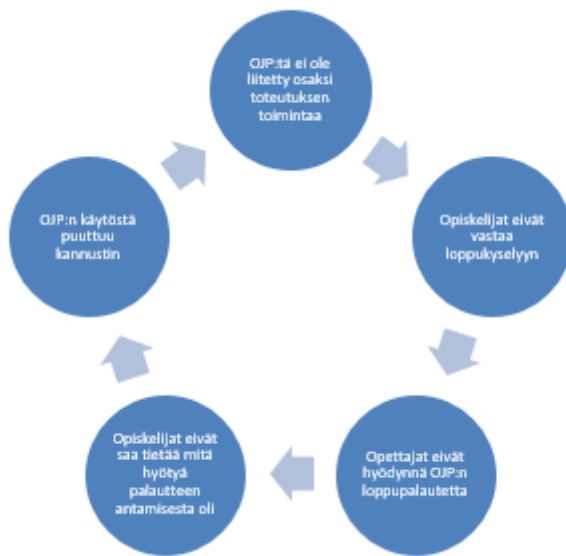 OJP:tä ei ole
liitetty osaksi
toteutuksen
toimintaa
Opiskelijat eivät
vastaa
loppukyselyyn
Opettajat eivät
hyödynnä OJP:n
loppupalautetta
Opiskelijat eivät
saa tietää mitä
hyötyä
palautteen
antamisesta oli
OJP:n käytöstä
puuttuu
kannustin